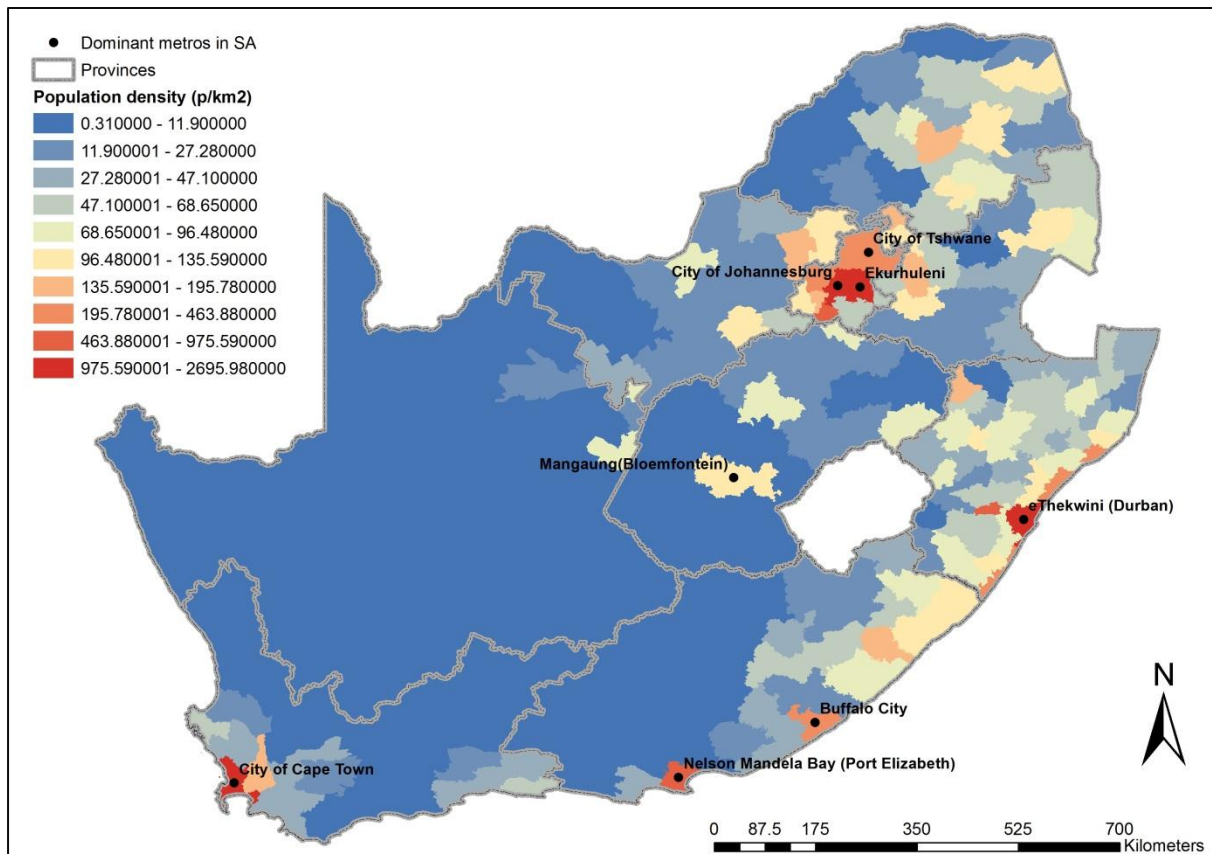 Dominant metros in SA
Provinces
Population density (p/km2)
0.310000 - 11.900000
11.900001 - 27.280000
27.280001 - 47.100000
47.100001 - 68.650000
68.650001 - 96.480000
96.480001 - 135.590000
135.590001 - 195.780000
195.780001 - 463.880000
463.880001 - 975.590000
975.590001 - 2695.980000
City of Tshwane
City of Johannesburg
Ekurhuleni
Mangaung(Bloemfontein)
eThekwini (Durban)
Buffalo City
Nelson Mandela Bay (Port Elizabeth)
City of Cape Town
N
0 87.5 175 350 525 700
Kilometers